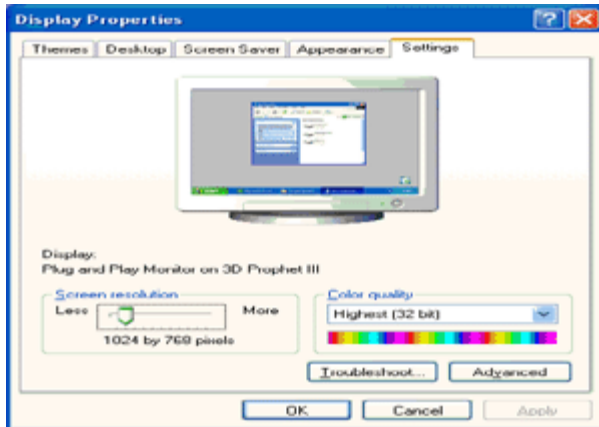 Display Properties
Themes Desktop Screen Saver Appearance Settings
Display:
Plug and Play Monitor on 3D Prophet III
Screen resolution
Less More
1024 by 768 pixels
Color quality
Highest (32 bit)
Troubleshoot... Advanced
OK Cancel Apply